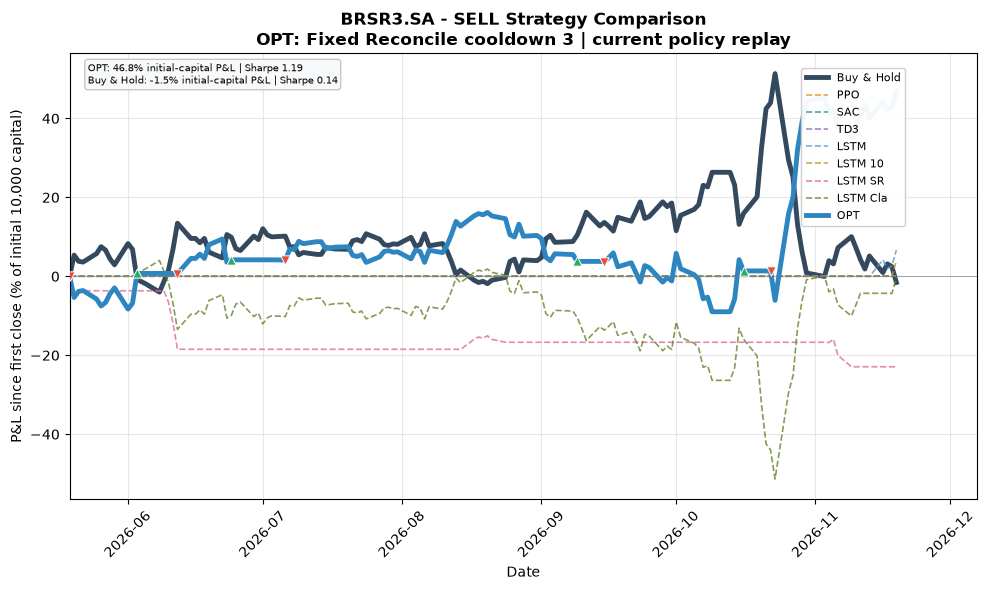 BRSR3.SA - SELL Strategy Comparison
OPT: Fixed Reconcile cooldown 3 | current policy replay
OPT: 46.8% initial-capital P&L | Sharpe 1.19
Buy & Hold: -1.5% initial-capital P&L | Sharpe 0.14
Buy & Hold
PPO
SAC
TD3
LSTM
LSTM 10
LSTM SR
LSTM Cla
OPT
P&L since first close (% of initial 10,000 capital)
40
20
0
−20
−40
2026-06
2026-07
2026-08
2026-09
2026-10
2026-11
2026-12
Date